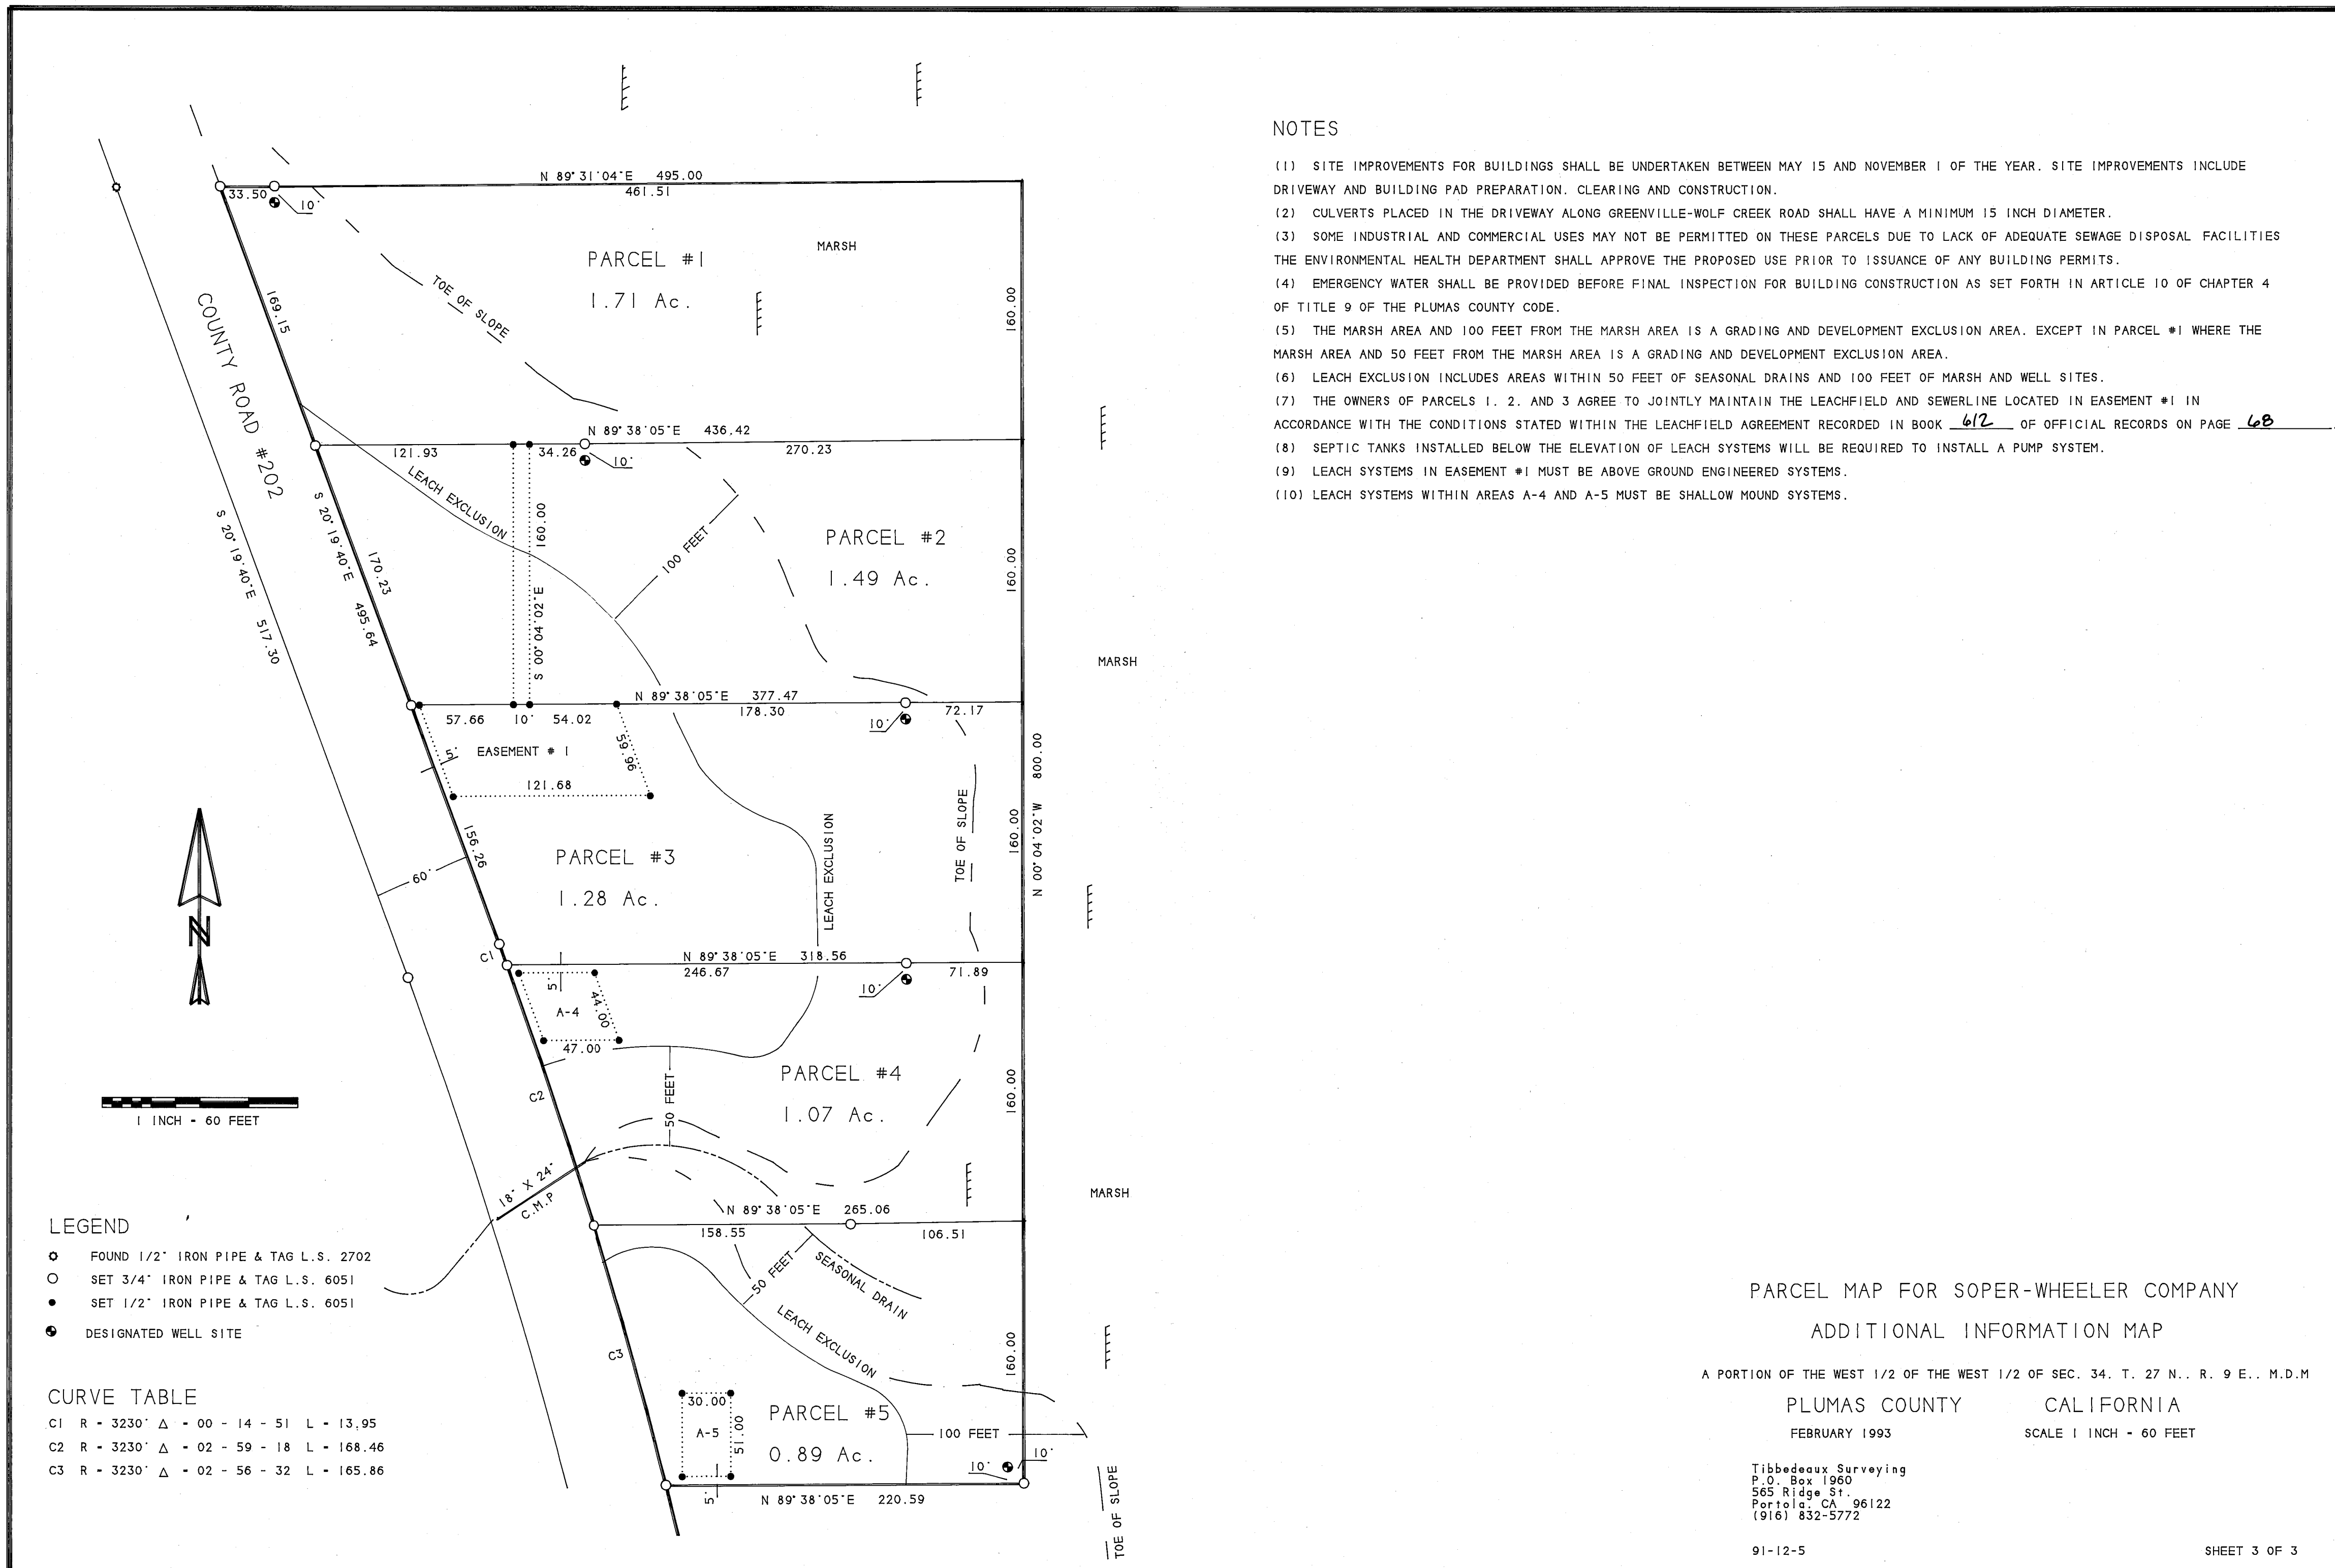 N 89° 31'04"E 495.00
33.50
461.51
10'
PARCEL #1
1.71 Ac.
MARSH
TOE OF SLOPE
169.15
160.00
COUNTY ROAD #202
N 89° 38'05"E 436.42
121.93
34.26
10'
270.23
LEACH EXCLUSION
S 20° 19'40"E 495.64
S 20° 19'40"E 517.30
170.23
160.00
S 00° 04'02"E
100 FEET
PARCEL #2
1.49 Ac.
160.00
MARSH
N 89° 38'05"E 377.47
57.66
10'
54.02
178.30
10'
72.17
5'
EASEMENT # 1
59.96
121.68
N 00° 04'02"W 800.00
TOE OF SLOPE
160.00
156.26
60'
PARCEL #3
1.28 Ac.
LEACH EXCLUSION
C1
N 89° 38'05"E 318.56
246.67
71.89
10'
5'
A-4
44.00
47.00
PARCEL #4
1.07 Ac.
C2
50 FEET
160.00
18" X 24"
C.M.P
MARSH
N 89° 38'05"E 265.06
158.55
106.51
50 FEET
SEASONAL DRAIN
LEACH EXCLUSION
C3
160.00
30.00
A-5
51.00
PARCEL #5
0.89 Ac.
100 FEET
10'
10'
5'
N 89° 38'05"E 220.59
TOE OF SLOPE
N
1 INCH = 60 FEET
LEGEND
FOUND 1/2" IRON PIPE & TAG L.S. 2702
SET 3/4" IRON PIPE & TAG L.S. 6051
SET 1/2" IRON PIPE & TAG L.S. 6051
DESIGNATED WELL SITE
CURVE TABLE
C1 R = 3230' Δ = 00 - 14 - 51 L = 13.95
C2 R = 3230' Δ = 02 - 59 - 18 L = 168.46
C3 R = 3230' Δ = 02 - 56 - 32 L = 165.86
NOTES
(1) SITE IMPROVEMENTS FOR BUILDINGS SHALL BE UNDERTAKEN BETWEEN MAY 15 AND NOVEMBER 1 OF THE YEAR. SITE IMPROVEMENTS INCLUDE
DRIVEWAY AND BUILDING PAD PREPARATION. CLEARING AND CONSTRUCTION.
(2) CULVERTS PLACED IN THE DRIVEWAY ALONG GREENVILLE-WOLF CREEK ROAD SHALL HAVE A MINIMUM 15 INCH DIAMETER.
(3) SOME INDUSTRIAL AND COMMERCIAL USES MAY NOT BE PERMITTED ON THESE PARCELS DUE TO LACK OF ADEQUATE SEWAGE DISPOSAL FACILITIES
THE ENVIRONMENTAL HEALTH DEPARTMENT SHALL APPROVE THE PROPOSED USE PRIOR TO ISSUANCE OF ANY BUILDING PERMITS.
(4) EMERGENCY WATER SHALL BE PROVIDED BEFORE FINAL INSPECTION FOR BUILDING CONSTRUCTION AS SET FORTH IN ARTICLE 10 OF CHAPTER 4
OF TITLE 9 OF THE PLUMAS COUNTY CODE.
(5) THE MARSH AREA AND 100 FEET FROM THE MARSH AREA IS A GRADING AND DEVELOPMENT EXCLUSION AREA. EXCEPT IN PARCEL #1 WHERE THE
MARSH AREA AND 50 FEET FROM THE MARSH AREA IS A GRADING AND DEVELOPMENT EXCLUSION AREA.
(6) LEACH EXCLUSION INCLUDES AREAS WITHIN 50 FEET OF SEASONAL DRAINS AND 100 FEET OF MARSH AND WELL SITES.
(7) THE OWNERS OF PARCELS 1. 2. AND 3 AGREE TO JOINTLY MAINTAIN THE LEACHFIELD AND SEWERLINE LOCATED IN EASEMENT #1 IN
ACCORDANCE WITH THE CONDITIONS STATED WITHIN THE LEACHFIELD AGREEMENT RECORDED IN BOOK 612 OF OFFICIAL RECORDS ON PAGE 68.
(8) SEPTIC TANKS INSTALLED BELOW THE ELEVATION OF LEACH SYSTEMS WILL BE REQUIRED TO INSTALL A PUMP SYSTEM.
(9) LEACH SYSTEMS IN EASEMENT #1 MUST BE ABOVE GROUND ENGINEERED SYSTEMS.
(10) LEACH SYSTEMS WITHIN AREAS A-4 AND A-5 MUST BE SHALLOW MOUND SYSTEMS.
PARCEL MAP FOR SOPER-WHEELER COMPANY
ADDITIONAL INFORMATION MAP
A PORTION OF THE WEST 1/2 OF THE WEST 1/2 OF SEC. 34. T. 27 N.. R. 9 E.. M.D.M
PLUMAS COUNTY CALIFORNIA
FEBRUARY 1993 SCALE 1 INCH = 60 FEET
Tibbedeaux Surveying
P.O. Box 1960
565 Ridge St.
Portola, CA 96122
(916) 832-5772
91-12-5
SHEET 3 OF 3